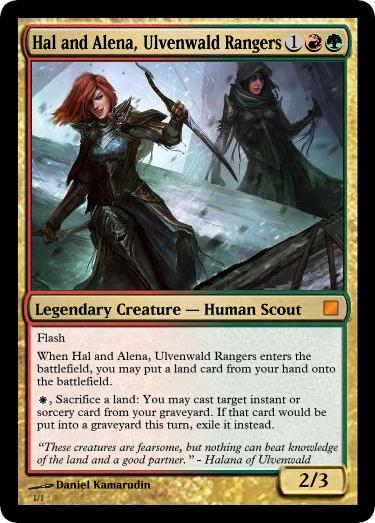 Hal and Alena, Ulvenwald Rangers 1
Legendary Creature — Human Scout
Flash
When Hal and Alena, Ulvenwald Rangers enters the
battlefield, you may put a land card from your hand onto
the battlefield.
, Sacrifice a land: You may cast target instant or
sorcery card from your graveyard. If that card would be
put into a graveyard this turn, exile it instead.
“These creatures are fearsome, but nothing can beat knowledge
of the land and a good partner.” - Halana of Ulvenwald
2/3
Daniel Kamarudin
1/1